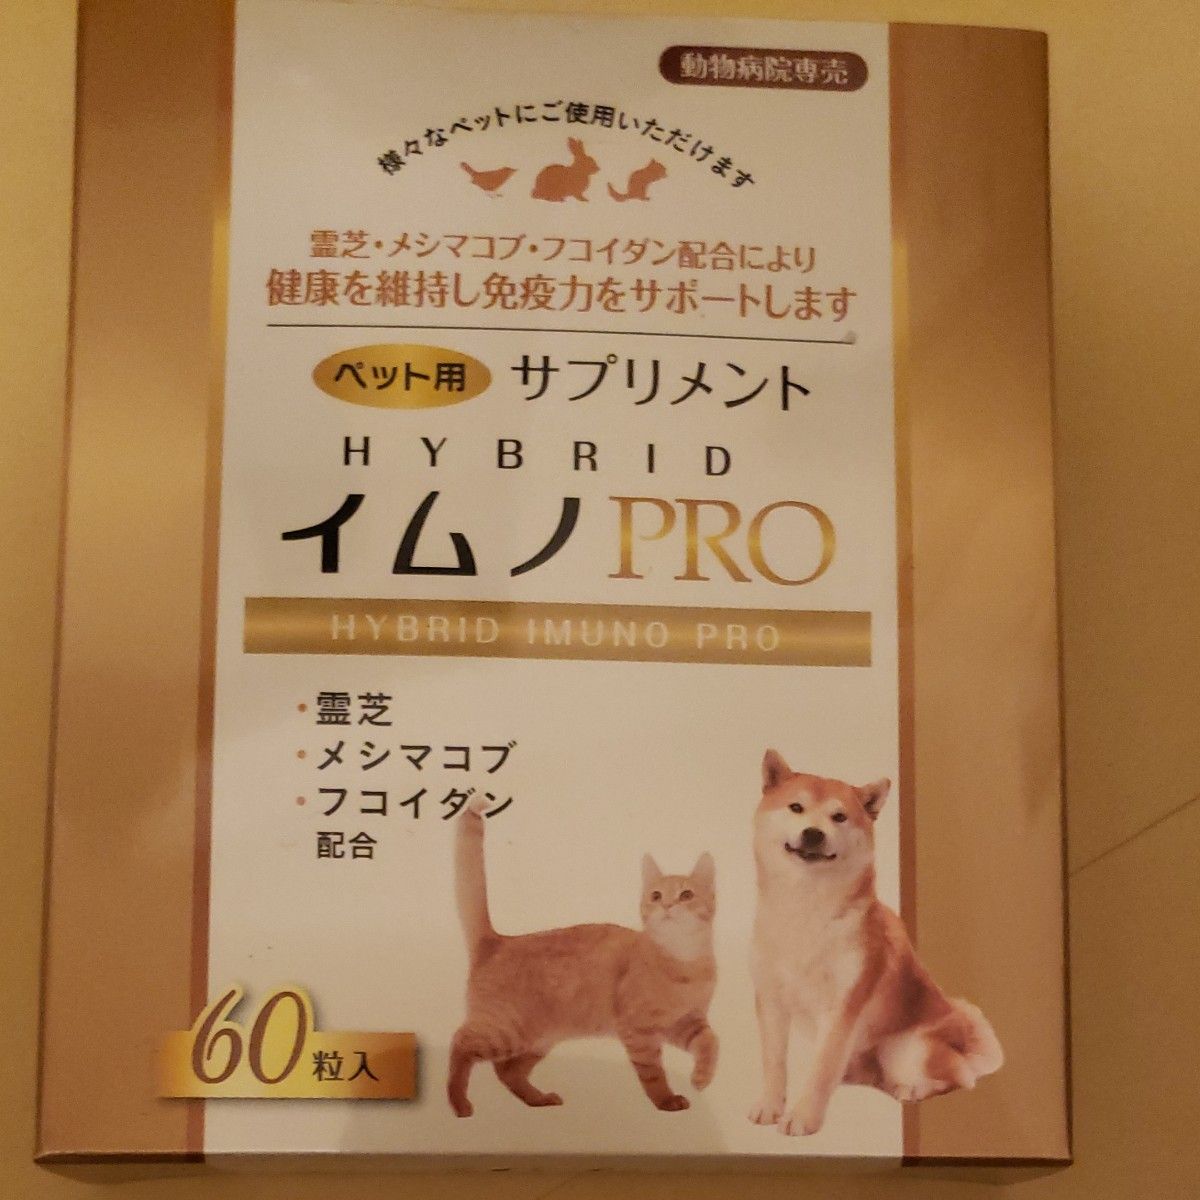 動物病院専売
様々なペットにご使用いただけます
霊芝・メシマコブ・フコイダン配合により
健康を維持し免疫力をサポートします
ペット用 サプリメント
HYBRID
イムノPRO
HYBRID IMUNO PRO
・霊芝
・メシマコブ
・フコイダン
配合
60粒入